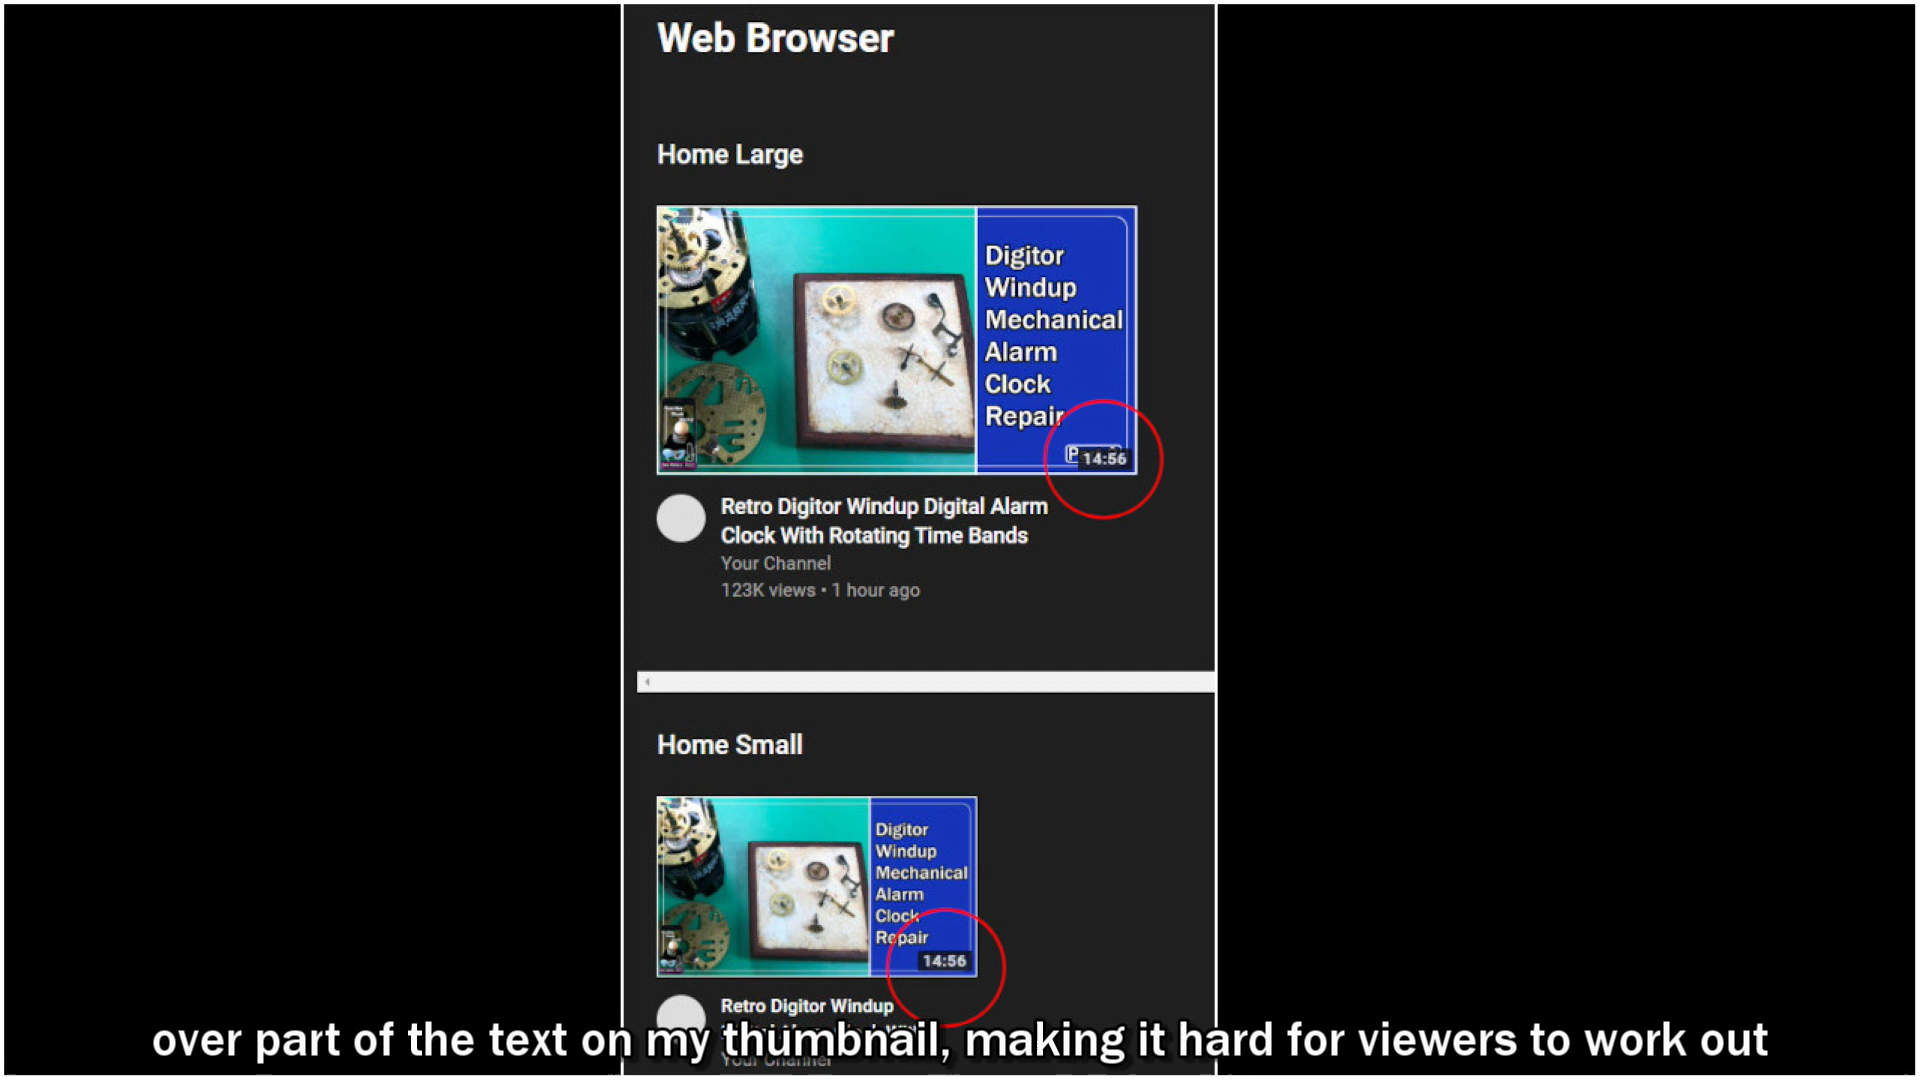 Web Browser
Home Large
Digitor
Windup
Mechanical
Alarm
Clock
Repair
14:56
Retro Digitor Windup Digital Alarm
Clock With Rotating Time Bands
Your Channel
123K views • 1 hour ago
Home Small
Digitor
Windup
Mechanical
Alarm
Clock
Repair
14:56
Retro Digitor Windup
over part of the text on my thumbnail, making it hard for viewers to work out
Your Channel